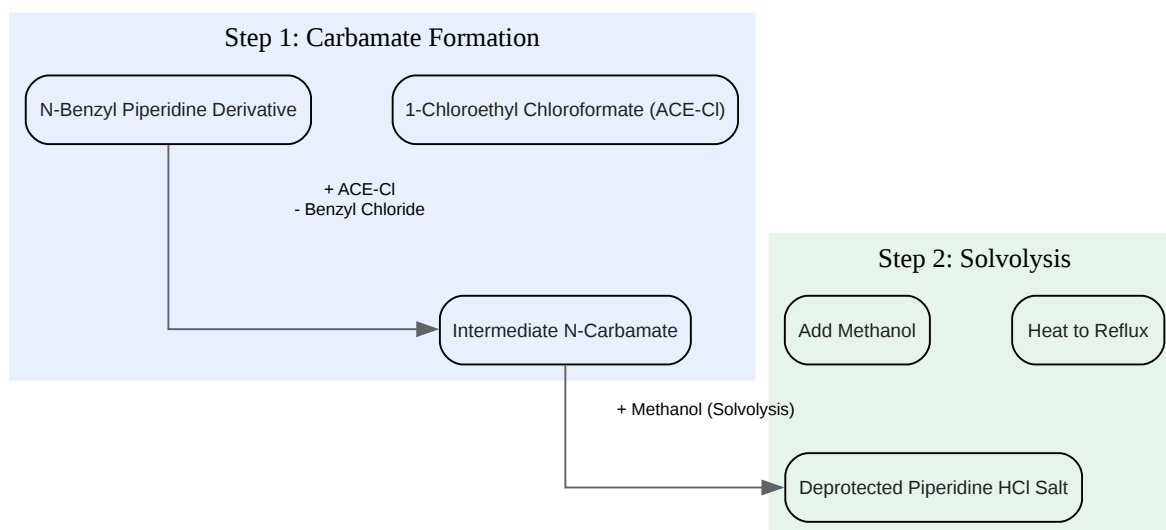 Step 1: Carbamate Formation
N-Benzyl Piperidine Derivative
1-Chloroethyl Chloroformate (ACE-Cl)
+ ACE-Cl
- Benzyl Chloride
Intermediate N-Carbamate
Step 2: Solvolysis
Add Methanol
Heat to Reflux
+ Methanol (Solvolysis)
Deprotected Piperidine HCl Salt